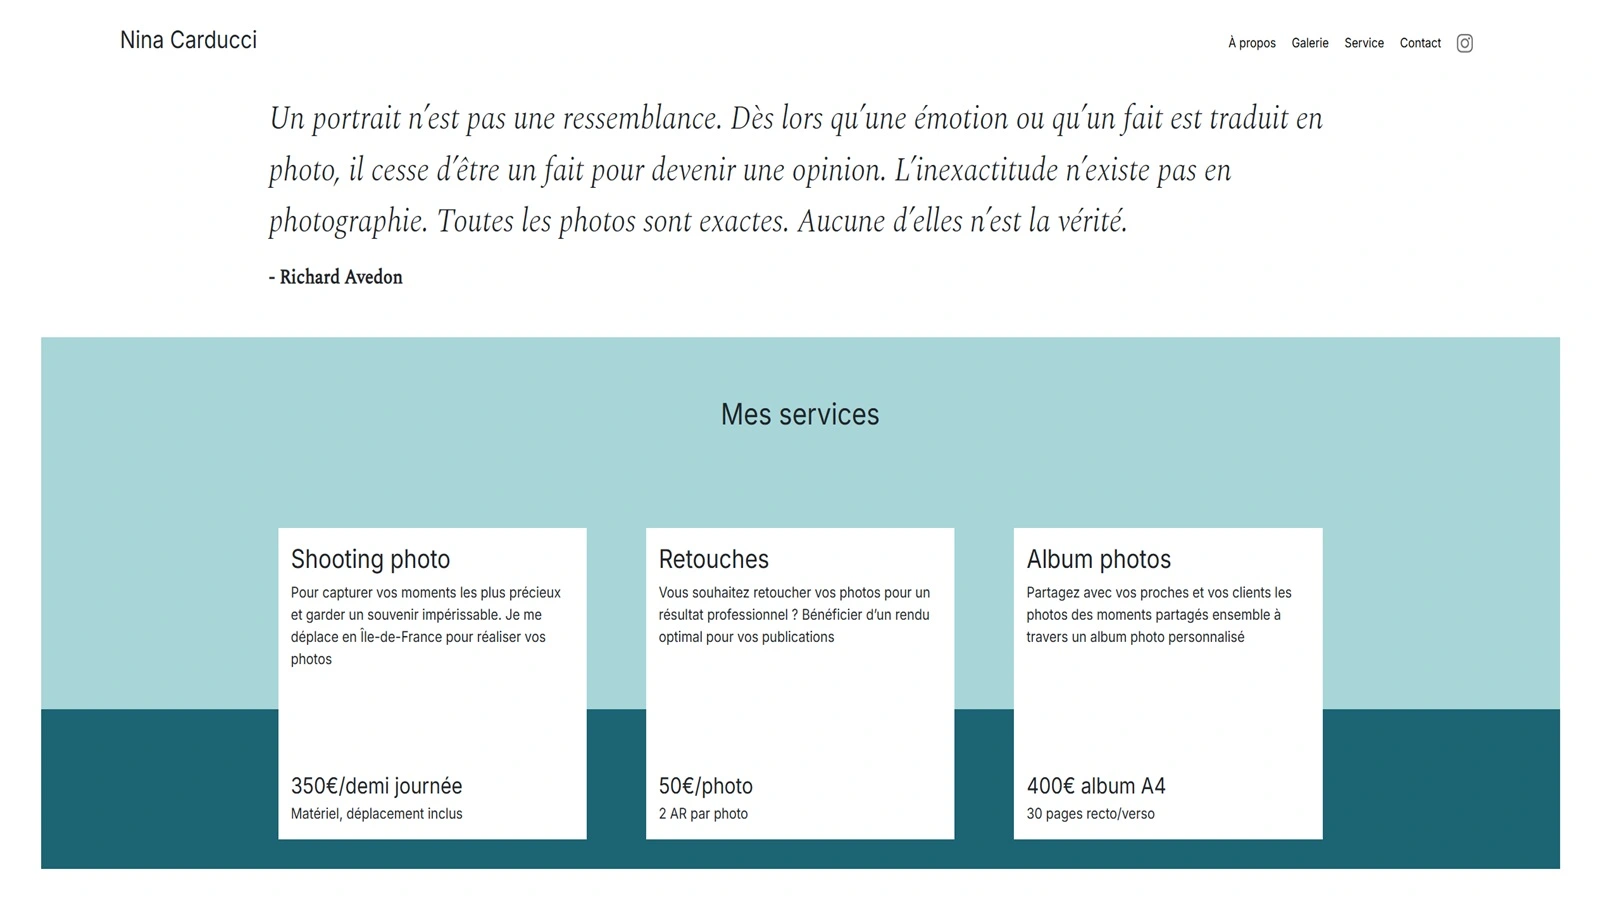 Nina Carducci
À propos Galerie Service Contact
Un portrait n’est pas une ressemblance. Dès lors qu’une émotion ou qu’un fait est traduit en
photo, il cesse d’être un fait pour devenir une opinion. L’inexactitude n’existe pas en
photographie. Toutes les photos sont exactes. Aucune d’elles n’est la vérité.
- Richard Avedon
Mes services
Shooting photo
Pour capturer vos moments les plus précieux
et garder un souvenir impérissable. Je me
déplace en Île-de-France pour réaliser vos
photos
350€/demi journée
Matériel, déplacement inclus
Retouches
Vous souhaitez retoucher vos photos pour un
résultat professionnel ? Bénéficier d’un rendu
optimal pour vos publications
50€/photo
2 AR par photo
Album photos
Partagez avec vos proches et vos clients les
photos des moments partagés ensemble à
travers un album photo personnalisé
400€ album A4
30 pages recto/verso